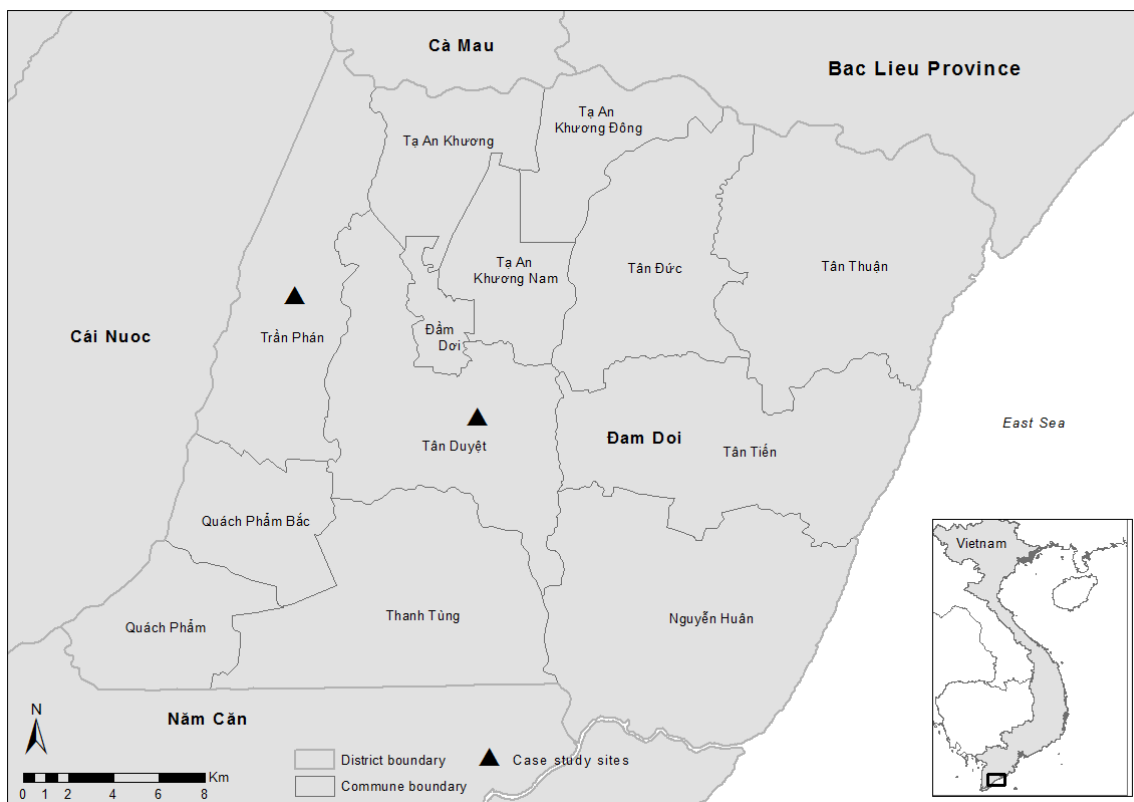 Cà Mau
Bac Lieu Province
Tạ An
Khương Đông
Tạ An Khương
Tạ An
Khương Nam
Tân Đức
Tân Thuận
Cái Nuoc
Trần Phán
Đầm
Dơi
Tân Duyệt
Đam Doi
Tân Tiến
East Sea
Quách Phẩm Bắc
Vietnam
Quách Phẩm
Thanh Tùng
Nguyễn Huân
N
Năm Căn
District boundary
Case study sites
Commune boundary
Km
0 1 2 4 6 8